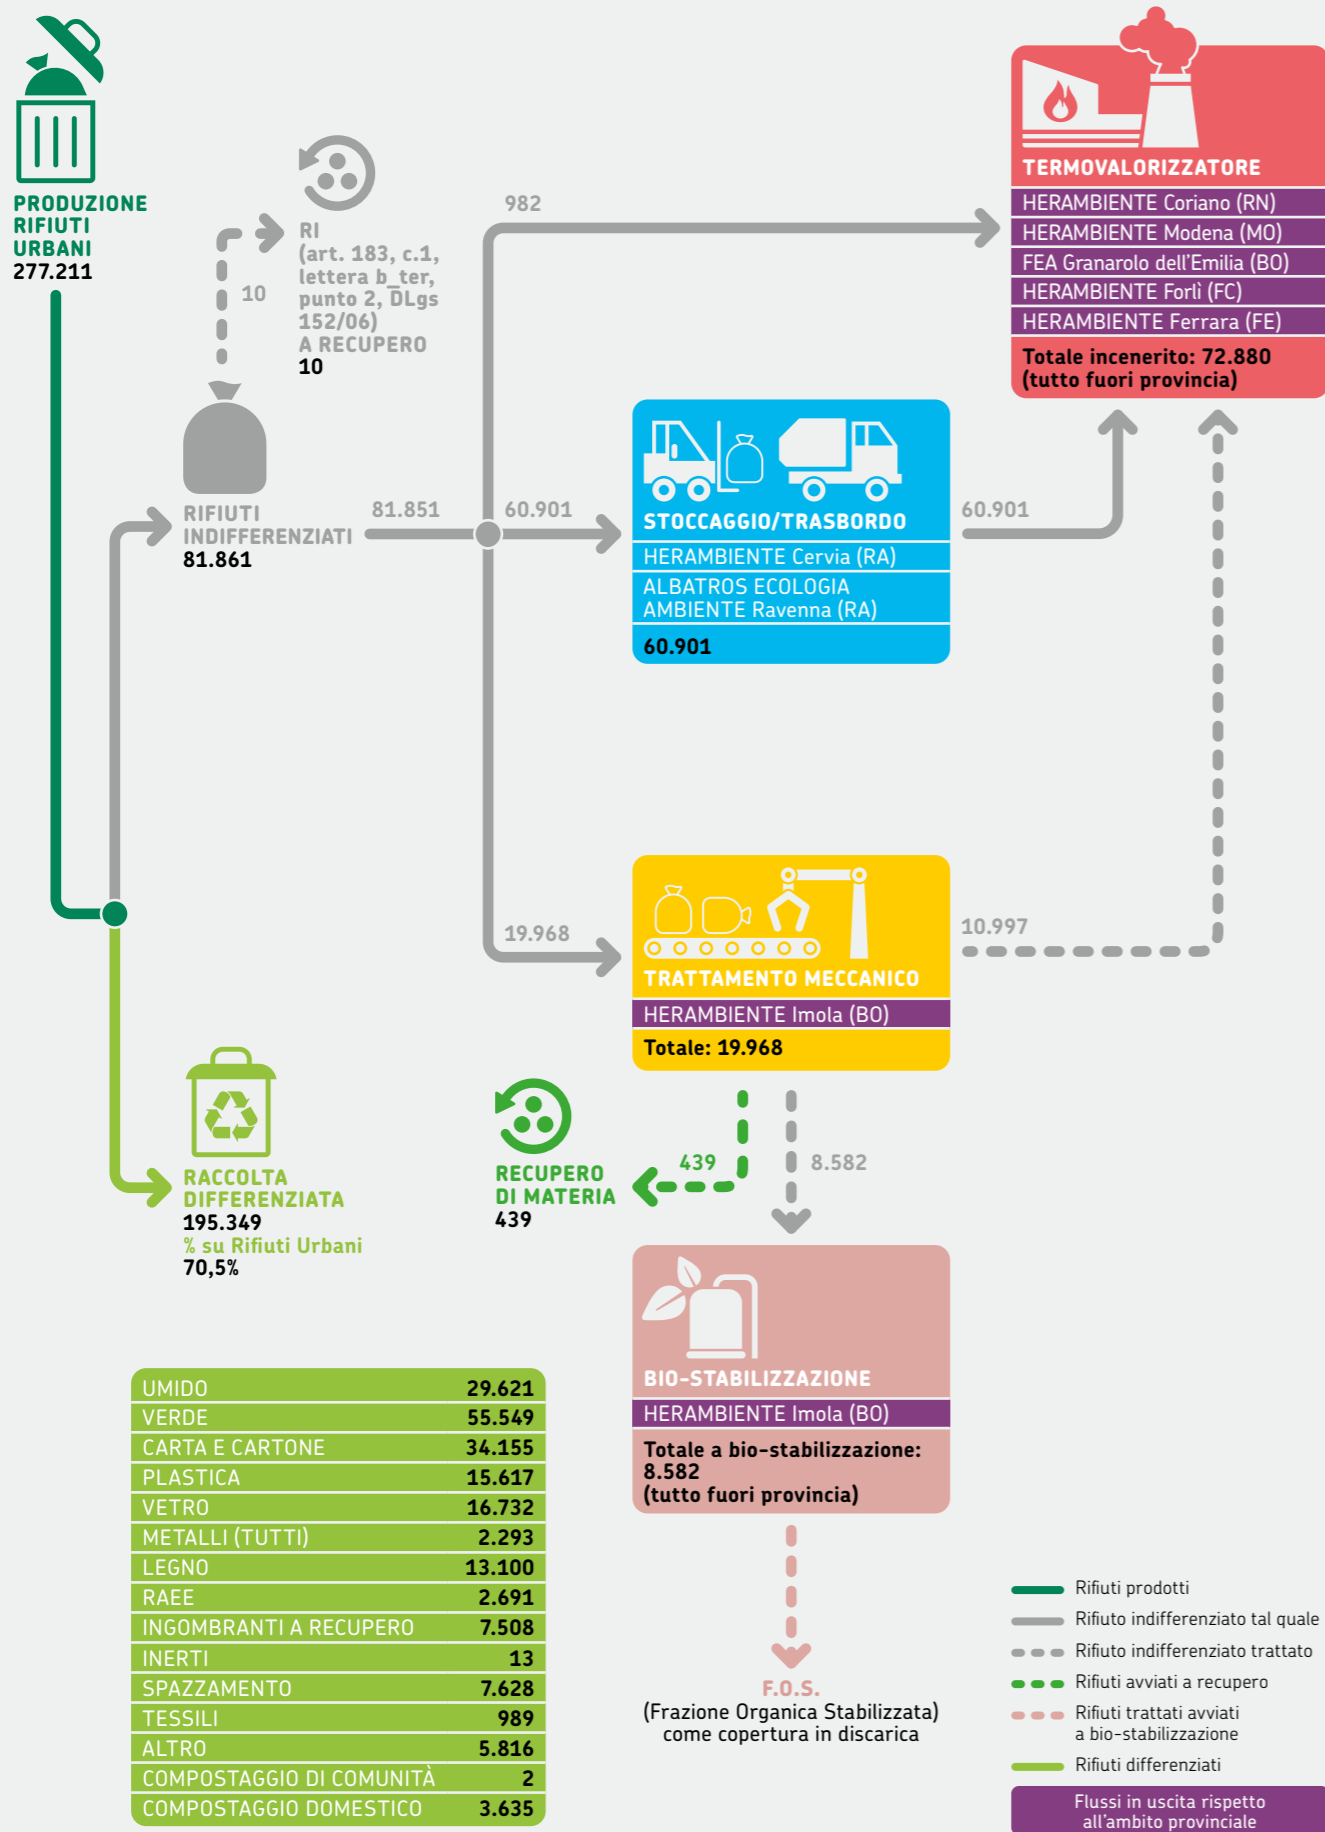 PRODUZIONE
RIFIUTI
URBANI
277.211
10
RI
(art. 183, c.1,
lettera b_ter,
punto 2, DLgs
152/06)
A RECUPERO
10
RIFIUTI
INDIFFERENZIATI
81.861
81.851
982
60.901
19.968
TERMOVALORIZZATORE
HERAMBIENTE Coriano (RN)
HERAMBIENTE Modena (MO)
FEA Granarolo dell'Emilia (BO)
HERAMBIENTE Forlì (FC)
HERAMBIENTE Ferrara (FE)
Totale incenerito: 72.880
(tutto fuori provincia)
STOCCAGGIO/TRASBORDO
HERAMBIENTE Cervia (RA)
ALBATROS ECOLOGIA
AMBIENTE Ravenna (RA)
60.901
60.901
TRATTAMENTO MECCANICO
HERAMBIENTE Imola (BO)
Totale: 19.968
10.997
RECUPERO
DI MATERIA
439
439
8.582
RACCOLTA
DIFFERENZIATA
195.349
% su Rifiuti Urbani
70,5%
BIO-STABILIZZAZIONE
HERAMBIENTE Imola (BO)
Totale a bio-stabilizzazione:
8.582
(tutto fuori provincia)
F.O.S.
(Frazione Organica Stabilizzata)
come copertura in discarica
UMIDO 29.621
VERDE 55.549
CARTA E CARTONE 34.155
PLASTICA 15.617
VETRO 16.732
METALLI (TUTTI) 2.293
LEGNO 13.100
RAEE 2.691
INGOMBRANTI A RECUPERO 7.508
INERTI 13
SPAZZAMENTO 7.628
TESSILI 989
ALTRO 5.816
COMPOSTAGGIO DI COMUNITÀ 2
COMPOSTAGGIO DOMESTICO 3.635
Rifiuti prodotti
Rifiuto indifferenziato tal quale
Rifiuto indifferenziato trattato
Rifiuti avviati a recupero
Rifiuti trattati avviati
a bio-stabilizzazione
Rifiuti differenziati
Flussi in uscita rispetto
all'ambito provinciale